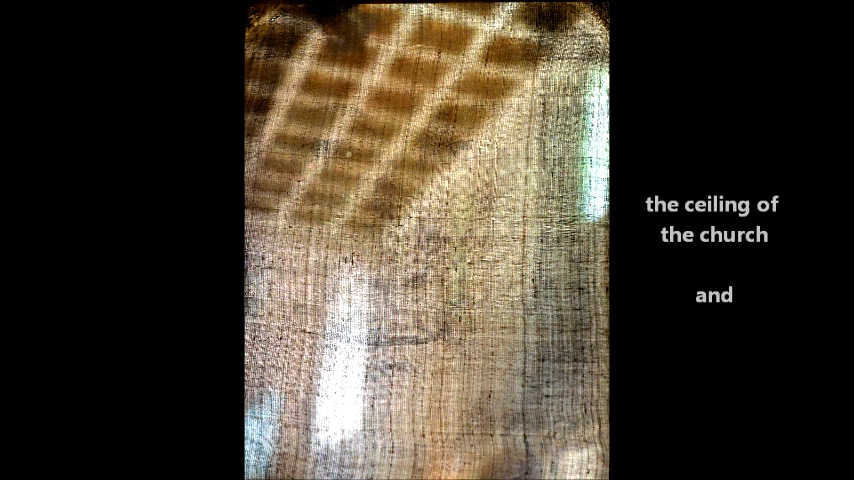 the ceiling of
the church
and